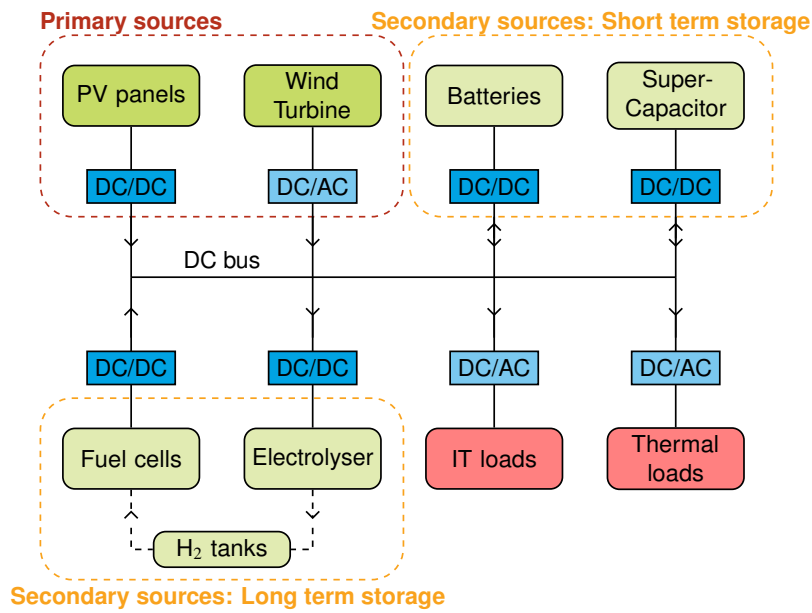 Primary sources
Secondary sources: Short term storage
PV panels
Wind
Turbine
Batteries
Super-
Capacitor
DC/DC
DC/AC
DC/DC
DC/DC
DC bus
DC/DC
DC/DC
DC/AC
DC/AC
Fuel cells
Electrolyser
IT loads
Thermal
loads
H₂ tanks
Secondary sources: Long term storage